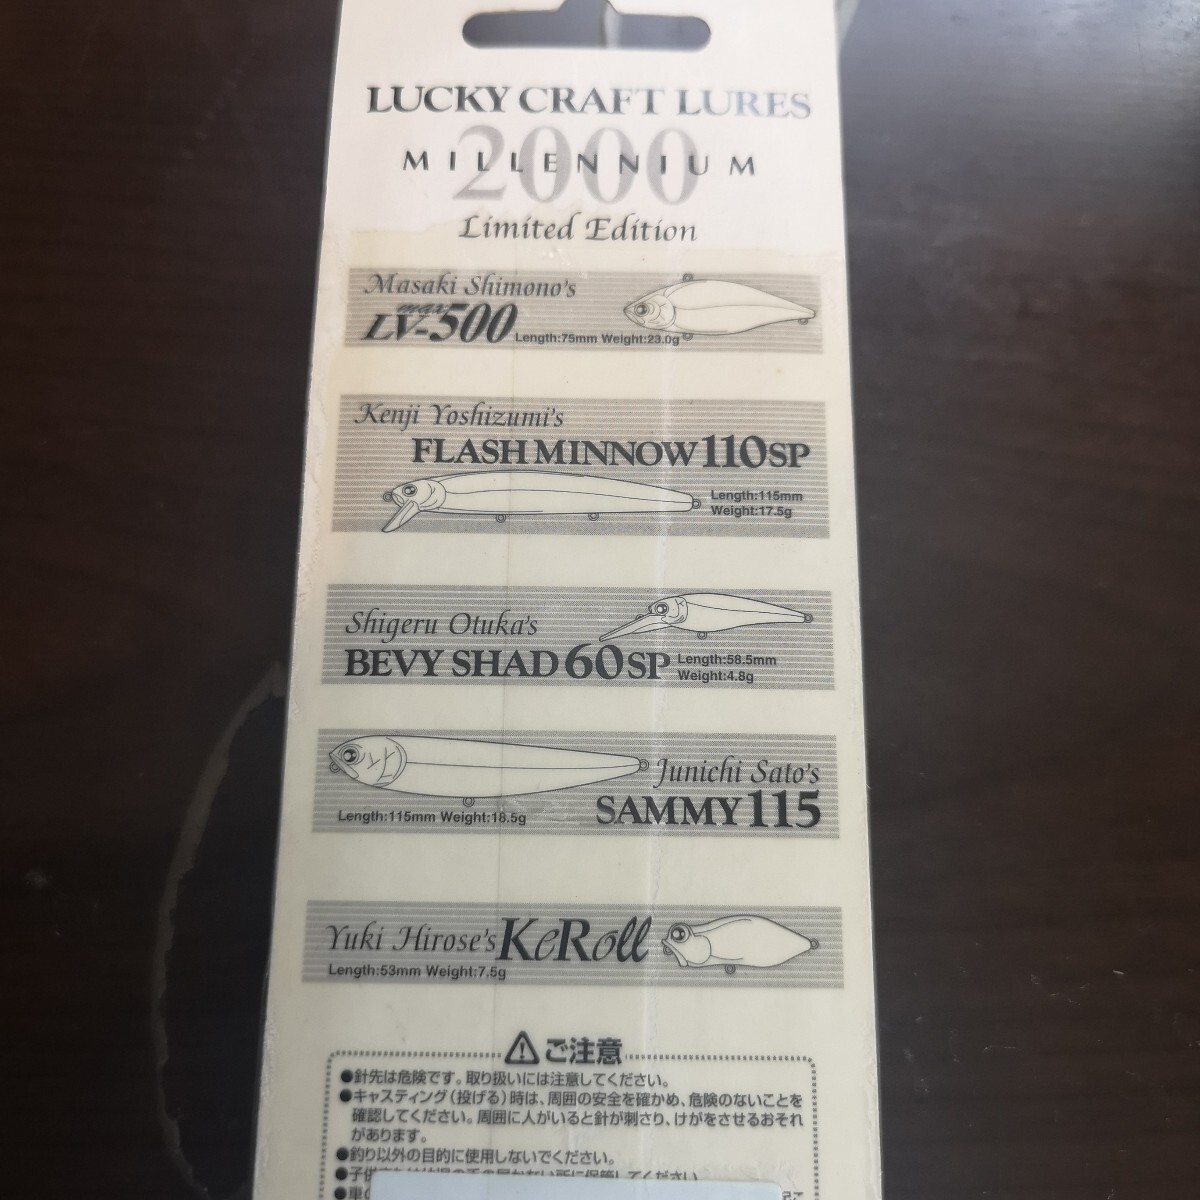 LUCKY CRAFT LURES
2000
MILLENNIUM
Limited Edition
Masaki Shimono's
LV-max500
Length:75mm Weight:23.0g
Kenji Yoshizumi's
FLASH MINNOW 110SP
Length:115mm
Weight:17.5g
Shigeru Otuka's
BEVY SHAD 60SP
Length:58.5mm
Weight:4.8g
Junichi Sato's
SAMMY 115
Length:115mm Weight:18.5g
Yuki Hirose's KeRoll
Length:53mm Weight:7.5g
ご注意
●針先は危険です。取り扱いには注意してください。
●キャスティング(投げる)時は、周囲の安全を確かめ、危険のないことを
確認してください。周囲に人がいると針が刺さり、けがをさせるおそれ
があります。
●釣り以外の目的に使用しないでください。
●子供
●車